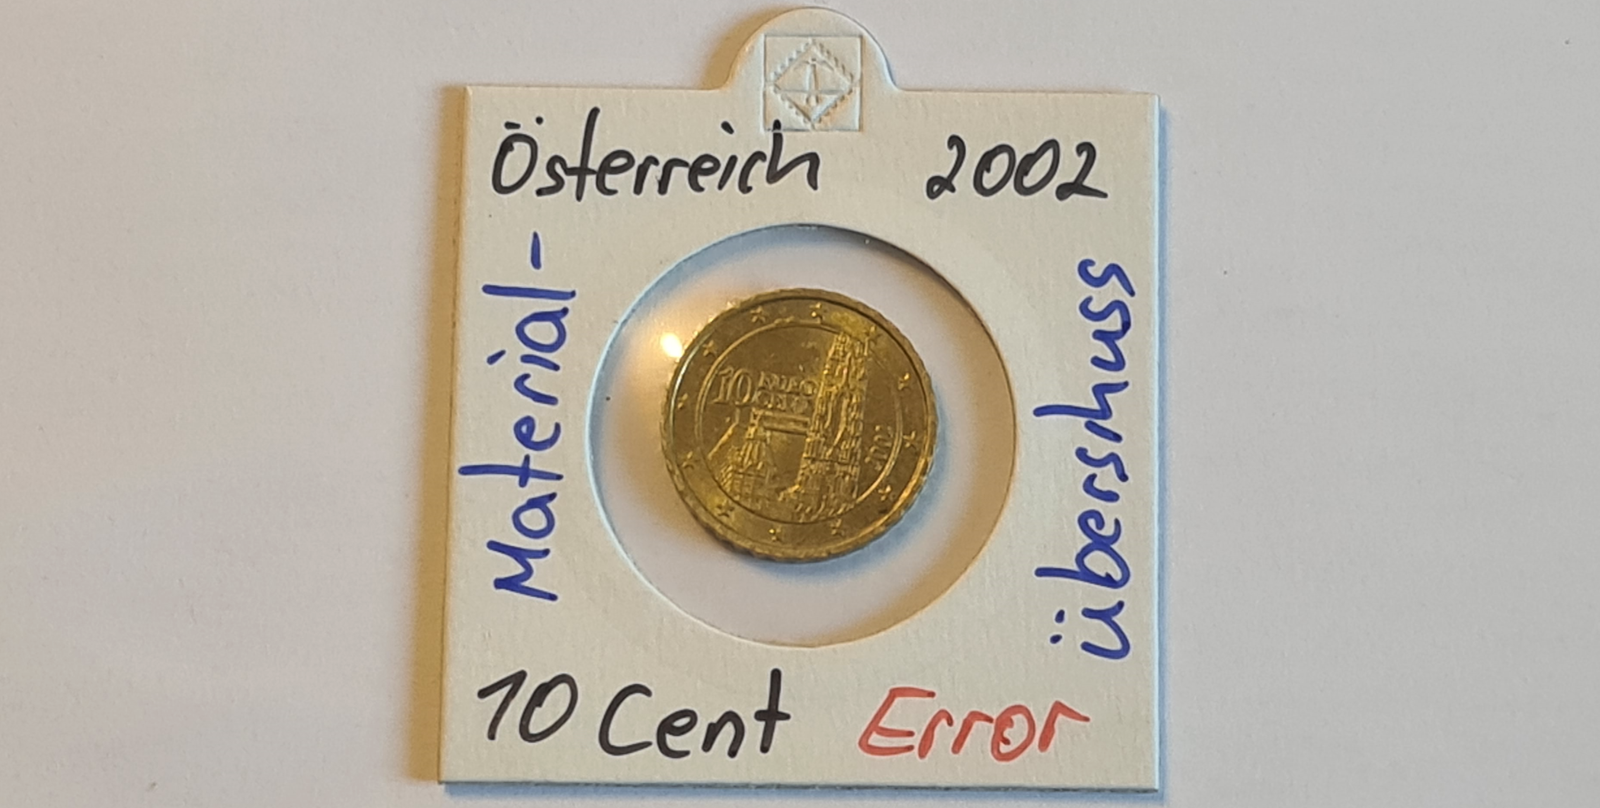 Österreich 2002
Material-
übershuss
10 EURO
CENT
2002
10 Cent Error